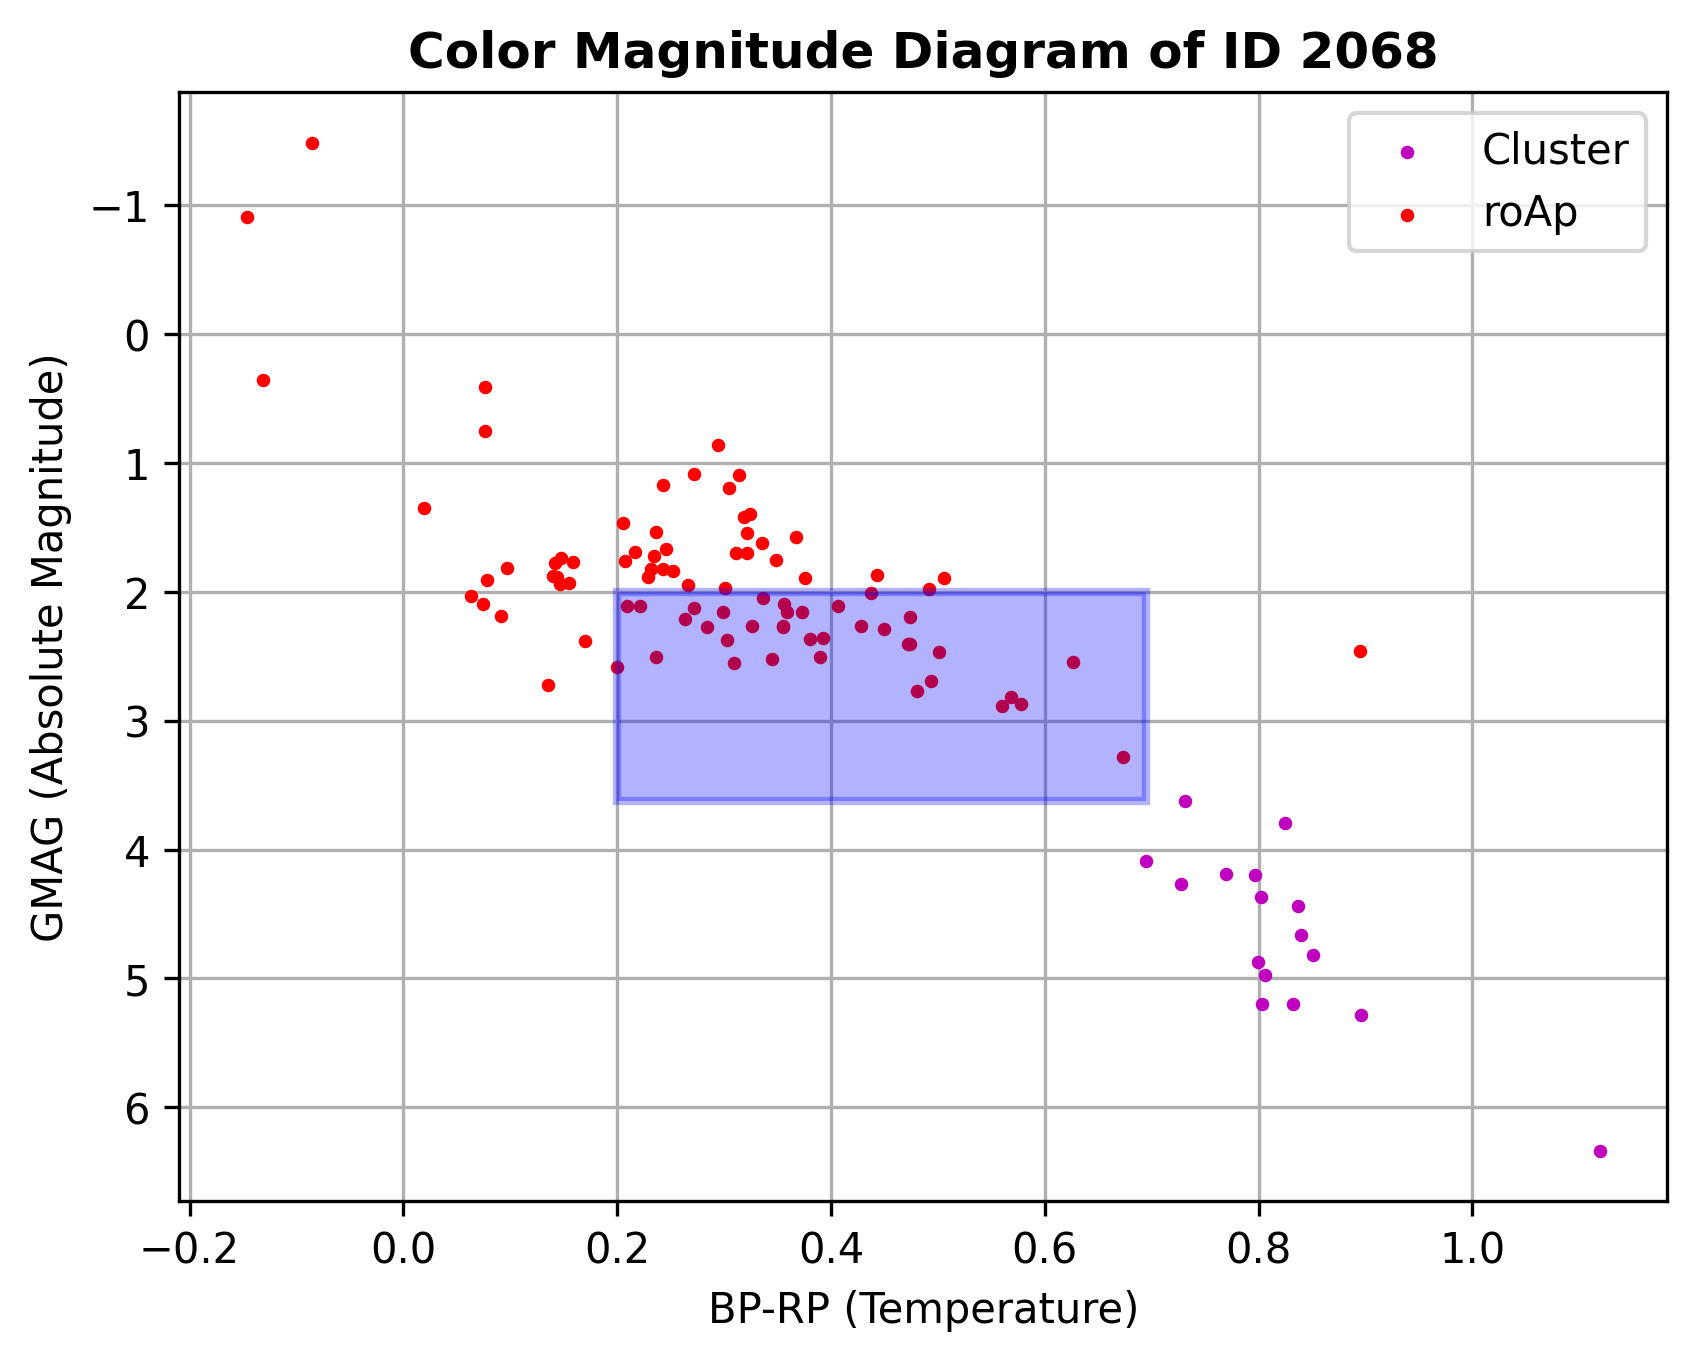 Color Magnitude Diagram of ID 2068
Cluster
roAp
−1
0
1
2
3
4
5
6
GMAG (Absolute Magnitude)
−0.2 0.0 0.2 0.4 0.6 0.8 1.0
BP-RP (Temperature)